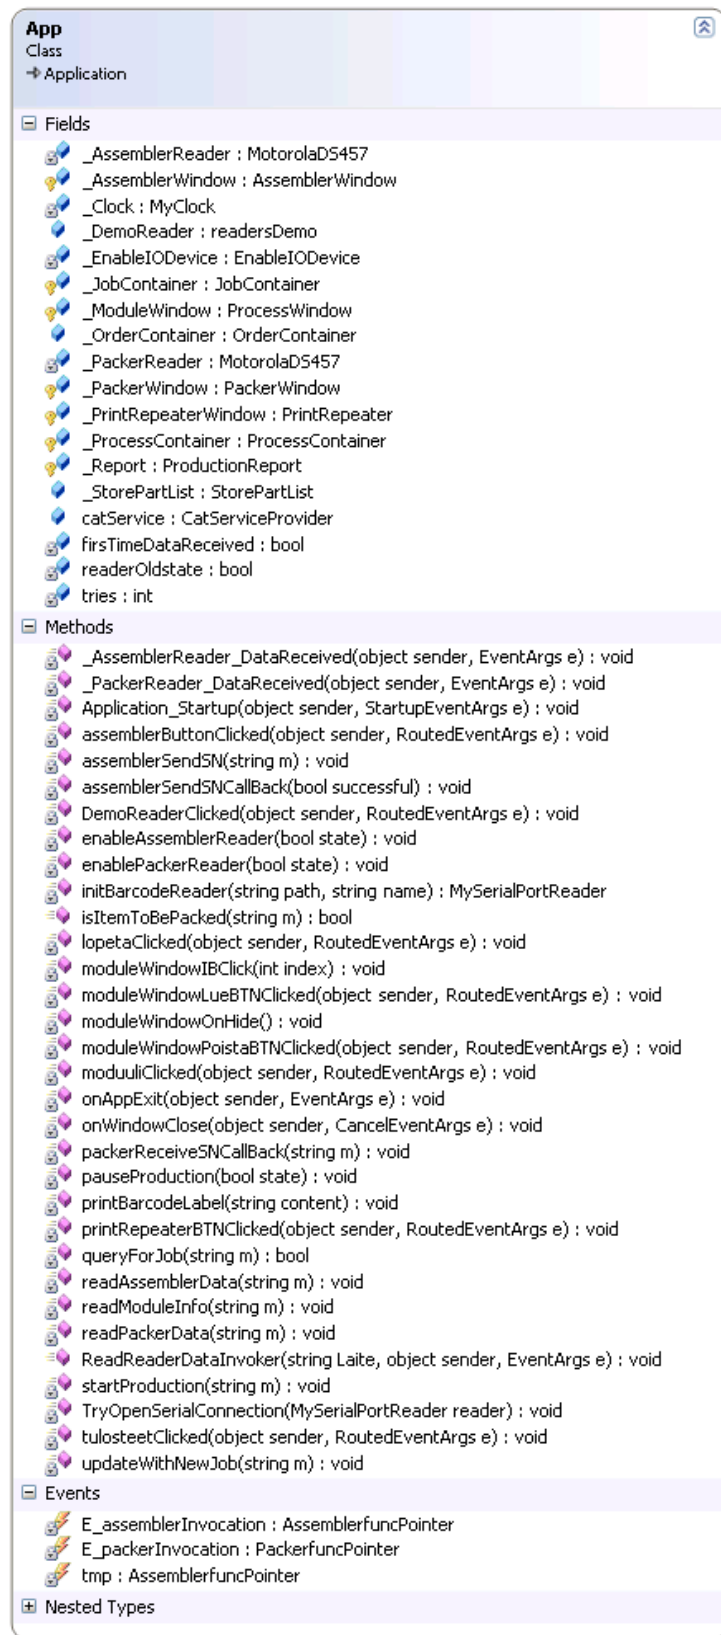 App
Class
Application
Fields
_AssemblerReader : MotorolaDS457
_AssemblerWindow : AssemblerWindow
_Clock : MyClock
_DemoReader : readersDemo
_EnableIODevice : EnableIODevice
_JobContainer : JobContainer
_ModuleWindow : ProcessWindow
_OrderContainer : OrderContainer
_PackerReader : MotorolaDS457
_PackerWindow : PackerWindow
_PrintRepeaterWindow : PrintRepeater
_ProcessContainer : ProcessContainer
_Report : ProductionReport
_StorePartList : StorePartList
catService : CatServiceProvider
firsTimeDataReceived : bool
readerOldstate : bool
tries : int
Methods
_AssemblerReader_DataReceived(object sender, EventArgs e) : void
_PackerReader_DataReceived(object sender, EventArgs e) : void
Application_Startup(object sender, StartupEventArgs e) : void
assemblerButtonClicked(object sender, RoutedEventArgs e) : void
assemblerSendSN(string m) : void
assemblerSendSNCallBack(bool successful) : void
DemoReaderClicked(object sender, RoutedEventArgs e) : void
enableAssemblerReader(bool state) : void
enablePackerReader(bool state) : void
initBarcodeReader(string path, string name) : MySerialPortReader
isItemToBePacked(string m) : bool
lopetaClicked(object sender, RoutedEventArgs e) : void
moduleWindowIBClick(int index) : void
moduleWindowLueBTNClicked(object sender, RoutedEventArgs e) : void
moduleWindowOnHide() : void
moduleWindowPoistaBTNClicked(object sender, RoutedEventArgs e) : void
moduuliClicked(object sender, RoutedEventArgs e) : void
onAppExit(object sender, EventArgs e) : void
onWindowClose(object sender, CancelEventArgs e) : void
packerReceiveSNCallBack(string m) : void
pauseProduction(bool state) : void
printBarcodeLabel(string content) : void
printRepeaterBTNClicked(object sender, RoutedEventArgs e) : void
queryForJob(string m) : bool
readAssemblerData(string m) : void
readModuleInfo(string m) : void
readPackerData(string m) : void
ReadReaderDataInvoker(string Laite, object sender, EventArgs e) : void
startProduction(string m) : void
TryOpenSerialConnection(MySerialPortReader reader) : void
tulosteetClicked(object sender, RoutedEventArgs e) : void
updateWithNewJob(string m) : void
Events
E_assemblerInvocation : AssemblerfuncPointer
E_packerInvocation : PackerfuncPointer
tmp : AssemblerfuncPointer
Nested Types